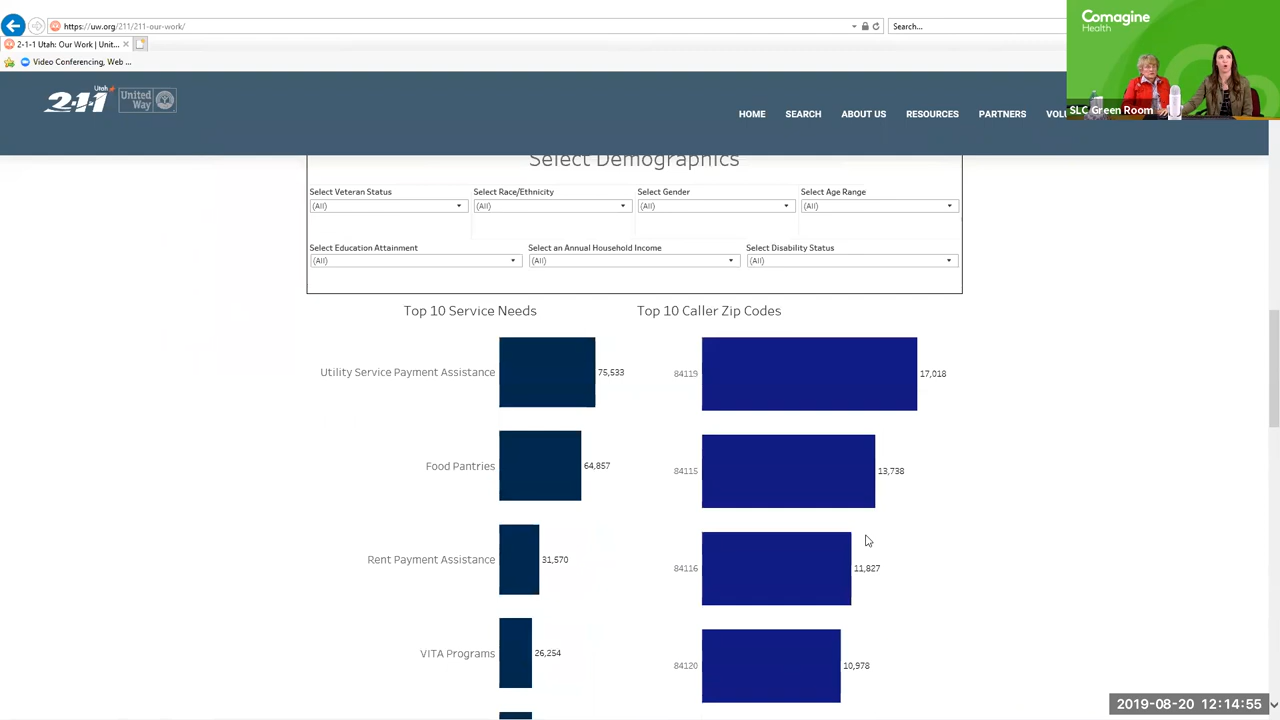 https://uw.org/211/211-our-work/
Search...
2-1-1 Utah: Our Work | Unit...
Video Conferencing, Web ...
Comagine
Health
SLC Green Room
Utah
2-1-1
United
Way
HOME SEARCH ABOUT US RESOURCES PARTNERS VOLU
Select Demographics
Select Veteran Status Select Race/Ethnicity Select Gender Select Age Range
(All) (All) (All) (All)
Select Education Attainment Select an Annual Household Income Select Disability Status
(All) (All) (All)
Top 10 Service Needs Top 10 Caller Zip Codes
Utility Service Payment Assistance 75,533 84119 17,018
Food Pantries 64,857 84115 13,738
Rent Payment Assistance 31,570 84116 11,827
VITA Programs 26,254 84120 10,978
2019-08-20 12:14:55